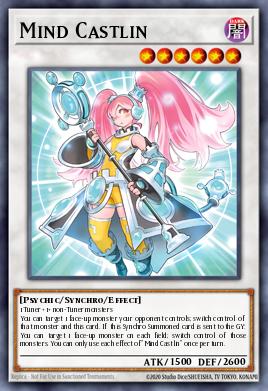 Mind Castlin
DARK
闇
[Psychic/Synchro/Effect]
1 Tuner + 1+ non-Tuner monsters
You can target 1 face-up monster your opponent controls; switch control of
that monster and this card. If this Synchro Summoned card is sent to the GY:
You can target 1 face-up monster on each field; switch control of those
monsters. You can only use each effect of "Mind Castlin" once per turn.
ATK/1500 DEF/2600
Replica - Not For Use in Sanctioned Tournaments
©2020 Studio Dice/SHUEISHA, TV TOKYO, KONAMI